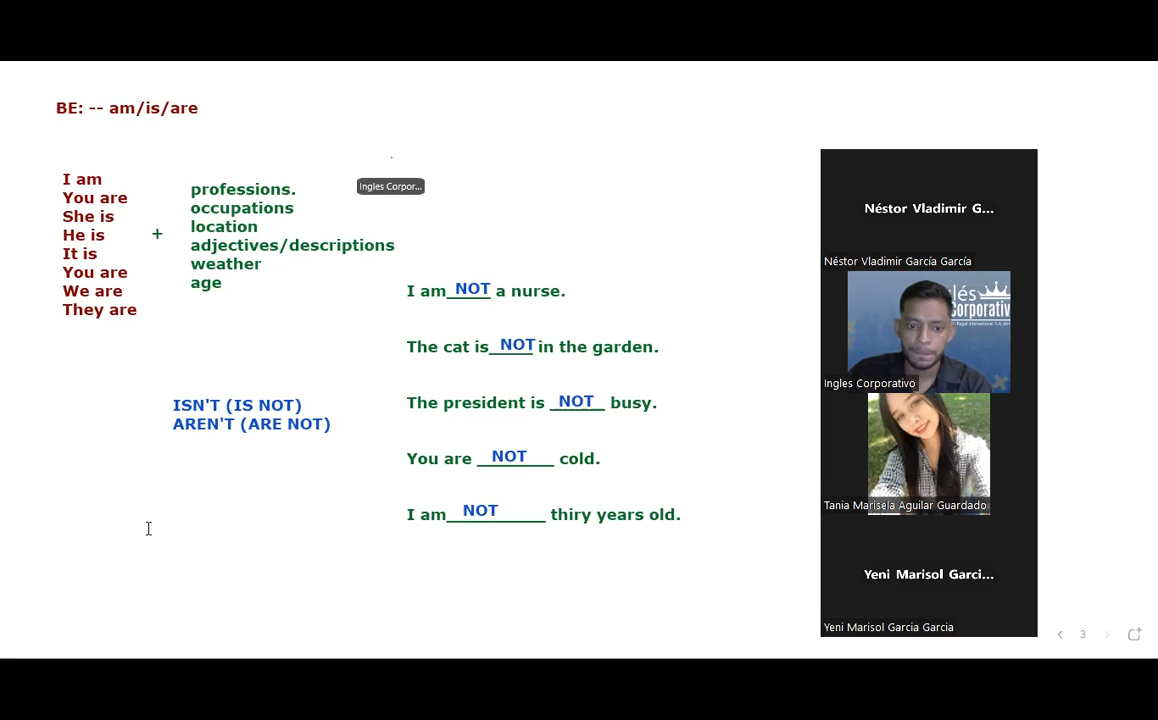 BE: -- am/is/are
I am
You are
She is
He is
It is
You are
We are
They are
+
professions.
occupations
location
adjectives/descriptions
weather
age
Ingles Corpor...
I am NOT a nurse.
The cat is NOT in the garden.
The president is NOT busy.
You are NOT cold.
I am NOT thiry years old.
ISN'T (IS NOT)
AREN'T (ARE NOT)
Néstor Vladimir G...
Néstor Vladimir García García
glés
Corporativ
Ingles Corporativo
Tania Marisela Aguilar Guardado
Yeni Marisol Garci...
Yeni Marisol Garcia Garcia
3